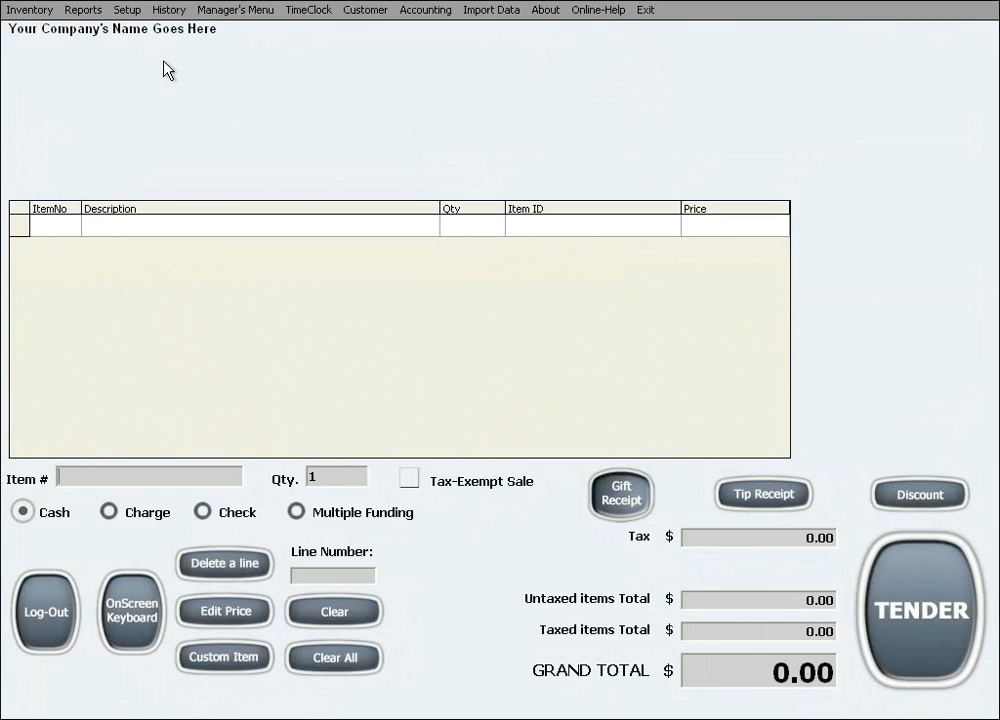 Inventory Reports Setup History Manager's Menu TimeClock Customer Accounting Import Data About Online-Help Exit
Your Company's Name Goes Here
ItemNo Description Qty Item ID Price
Item # Qty. 1 Tax-Exempt Sale
Gift
Receipt
Tip Receipt
Discount
Cash Charge Check Multiple Funding
Tax $ 0.00
Delete a line
Line Number:
Log-Out
OnScreen
Keyboard
Edit Price
Clear
Custom Item
Clear All
Untaxed items Total $ 0.00
Taxed items Total $ 0.00
GRAND TOTAL $ 0.00
TENDER